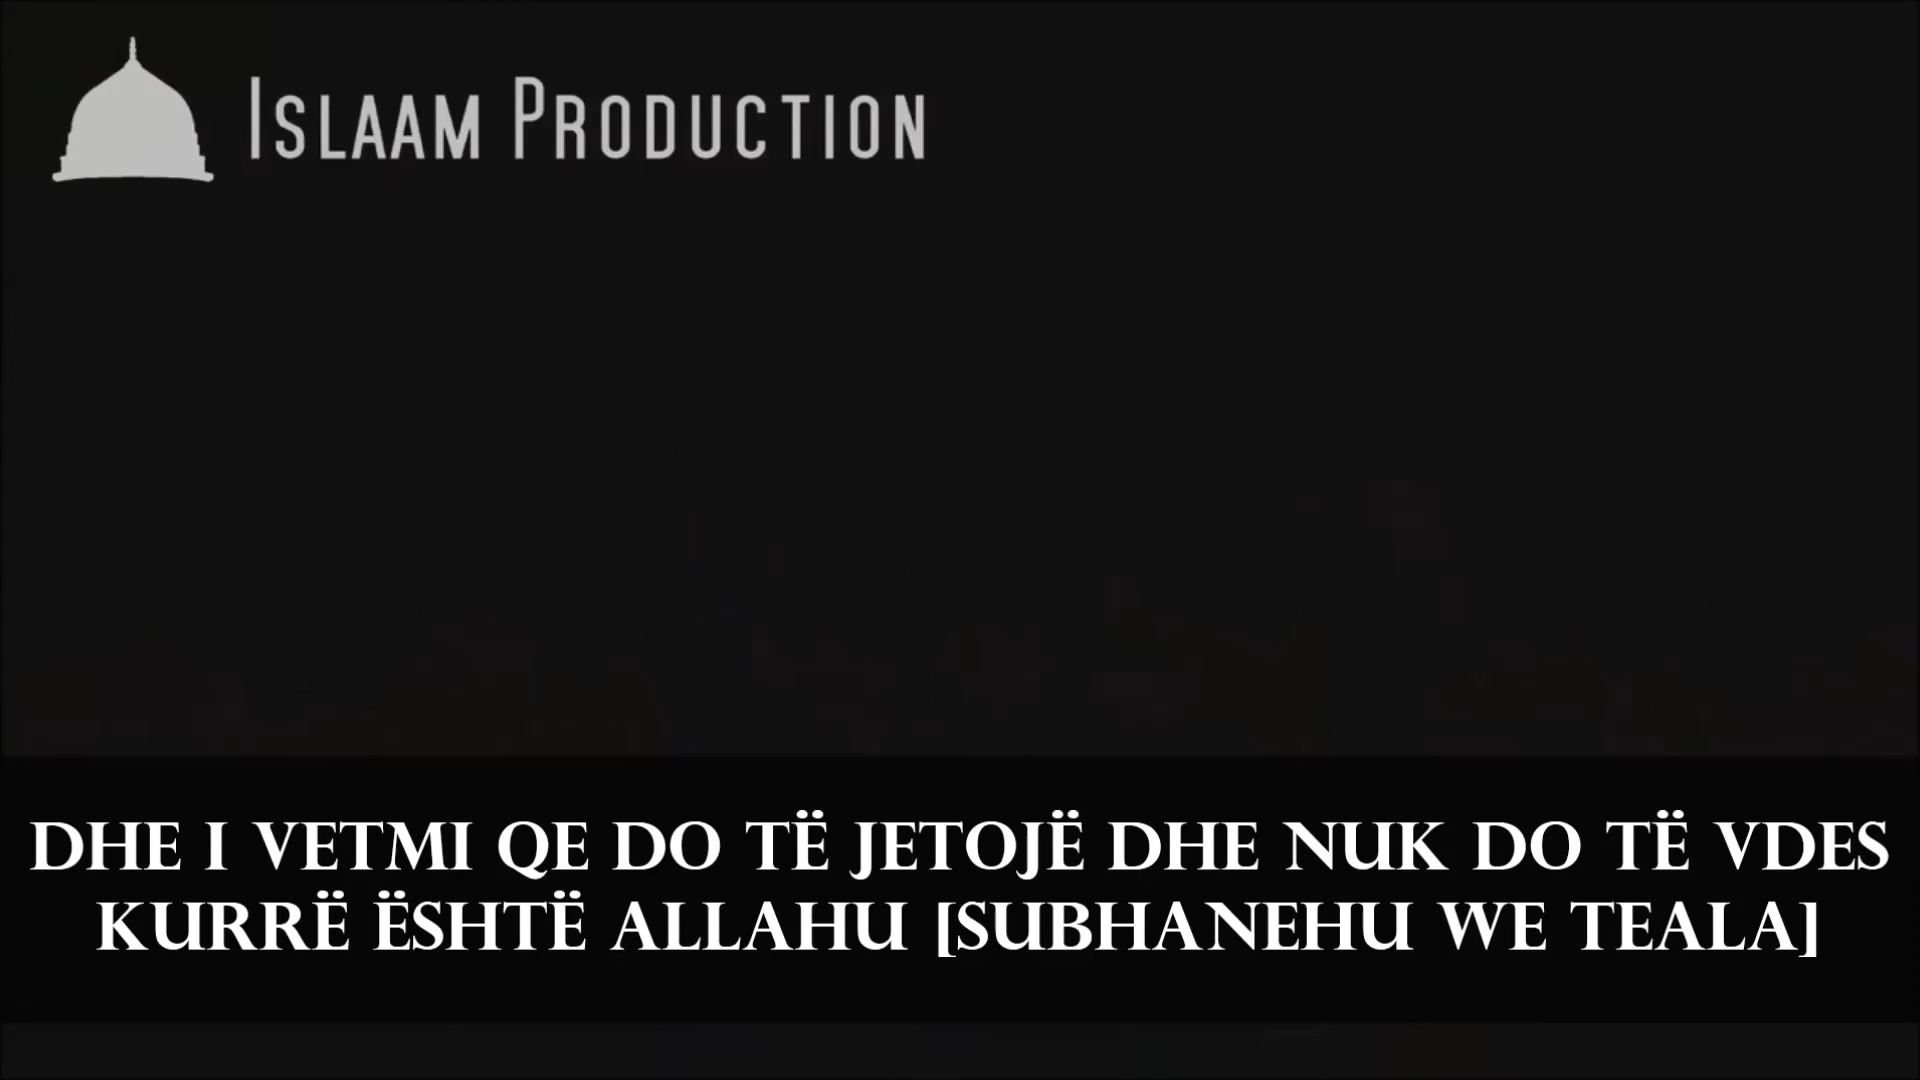 Islaam Production
DHE I VETMI QE DO TË JETOJË DHE NUK DO TË VDES
KURRË ËSHTË ALLAHU [SUBHANEHU WE TEALA]